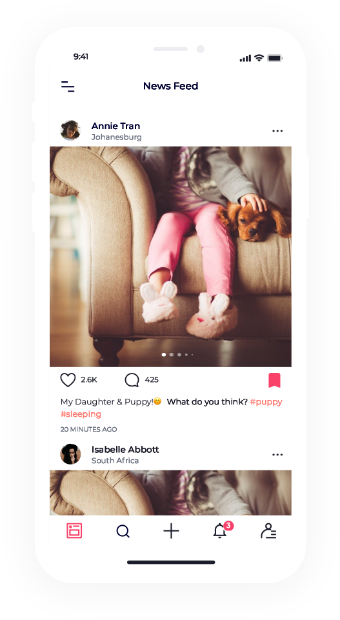 9:41
News Feed
Annie Tran
Johanesburg
2.6K
425
My Daughter & Puppy!😊 What do you think? #puppy
#sleeping
20 MINUTES AGO
Isabelle Abbott
South Africa
3